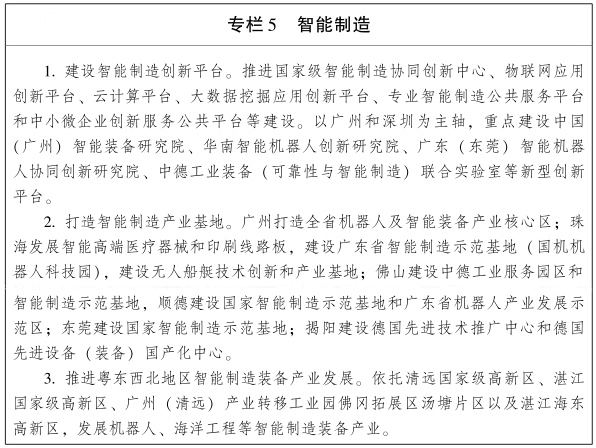 专栏5 智能制造
1. 建设智能制造创新平台。推进国家级智能制造协同创新中心、物联网应用
创新平台、云计算平台、大数据挖掘应用创新平台、专业智能制造公共服务平台
和中小微企业创新服务公共平台等建设。以广州和深圳为主轴，重点建设中国
(广州）智能装备研究院、华南智能机器人创新研究院、广东（东莞）智能机器
人协同创新研究院、中德工业装备（可靠性与智能制造）联合实验室等新型创新
平台。
2. 打造智能制造产业基地。广州打造全省机器人及智能装备产业核心区；珠
海发展智能高端医疗器械和印刷线路板，建设广东省智能制造示范基地（国机机
器人科技园)，建设无人船艇技术创新和产业基地；佛山建设中德工业服务园区和
智能制造示范基地，顺德建设国家智能制造示范基地和广东省机器人产业发展示
范区；东莞建设国家智能制造示范基地；揭阳建设德国先进技术推广中心和德国
先进设备（装备）国产化中心。
3. 推进粤东西北地区智能制造装备产业发展。依托清远国家级高新区、湛江
国家级高新区、广州（清远）产业转移工业园佛冈拓展区汤塘片区以及湛江海东
高新区，发展机器人、海洋工程等智能制造装备产业。